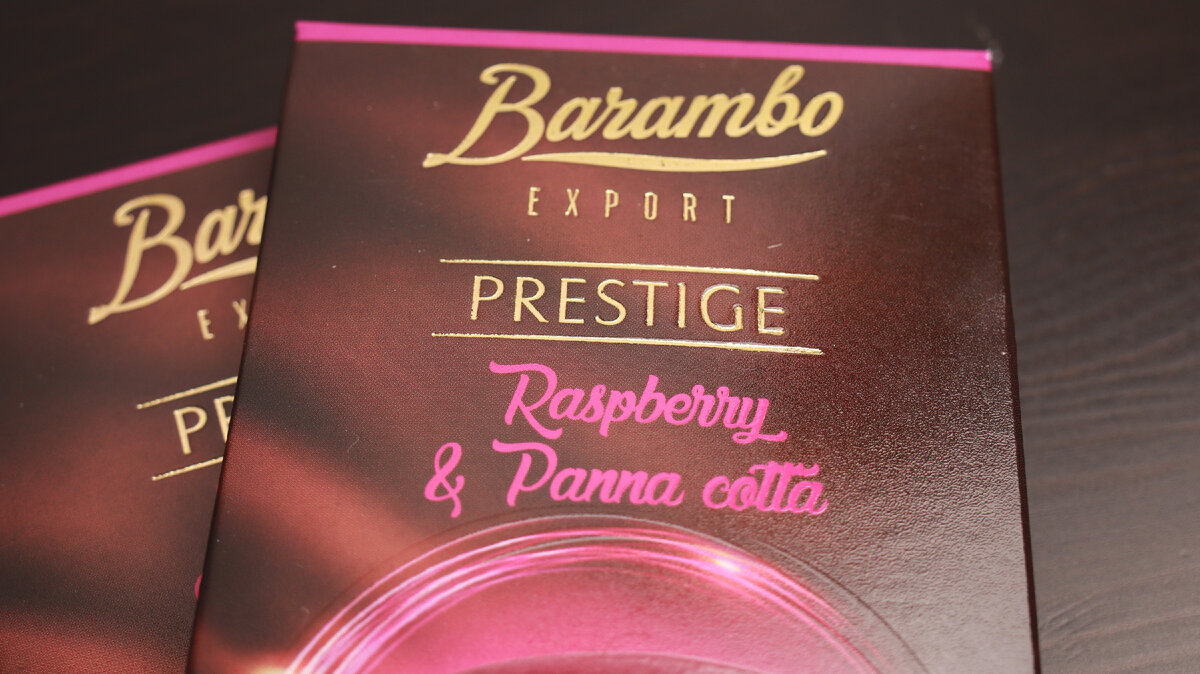 Barambo
EXPORT
PRESTIGE
Raspberry
& Panna cotta